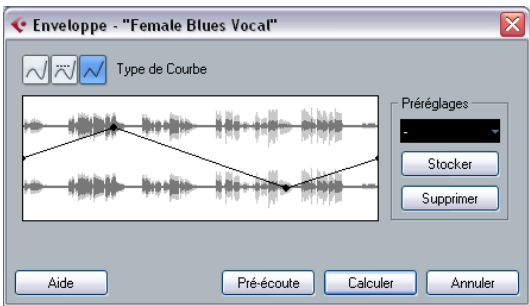 Enveloppe - "Female Blues Vocal"
Type de Courbe
Préréglages
-
Stocker
Supprimer
Aide
Pré-écoute
Calculer
Annuler